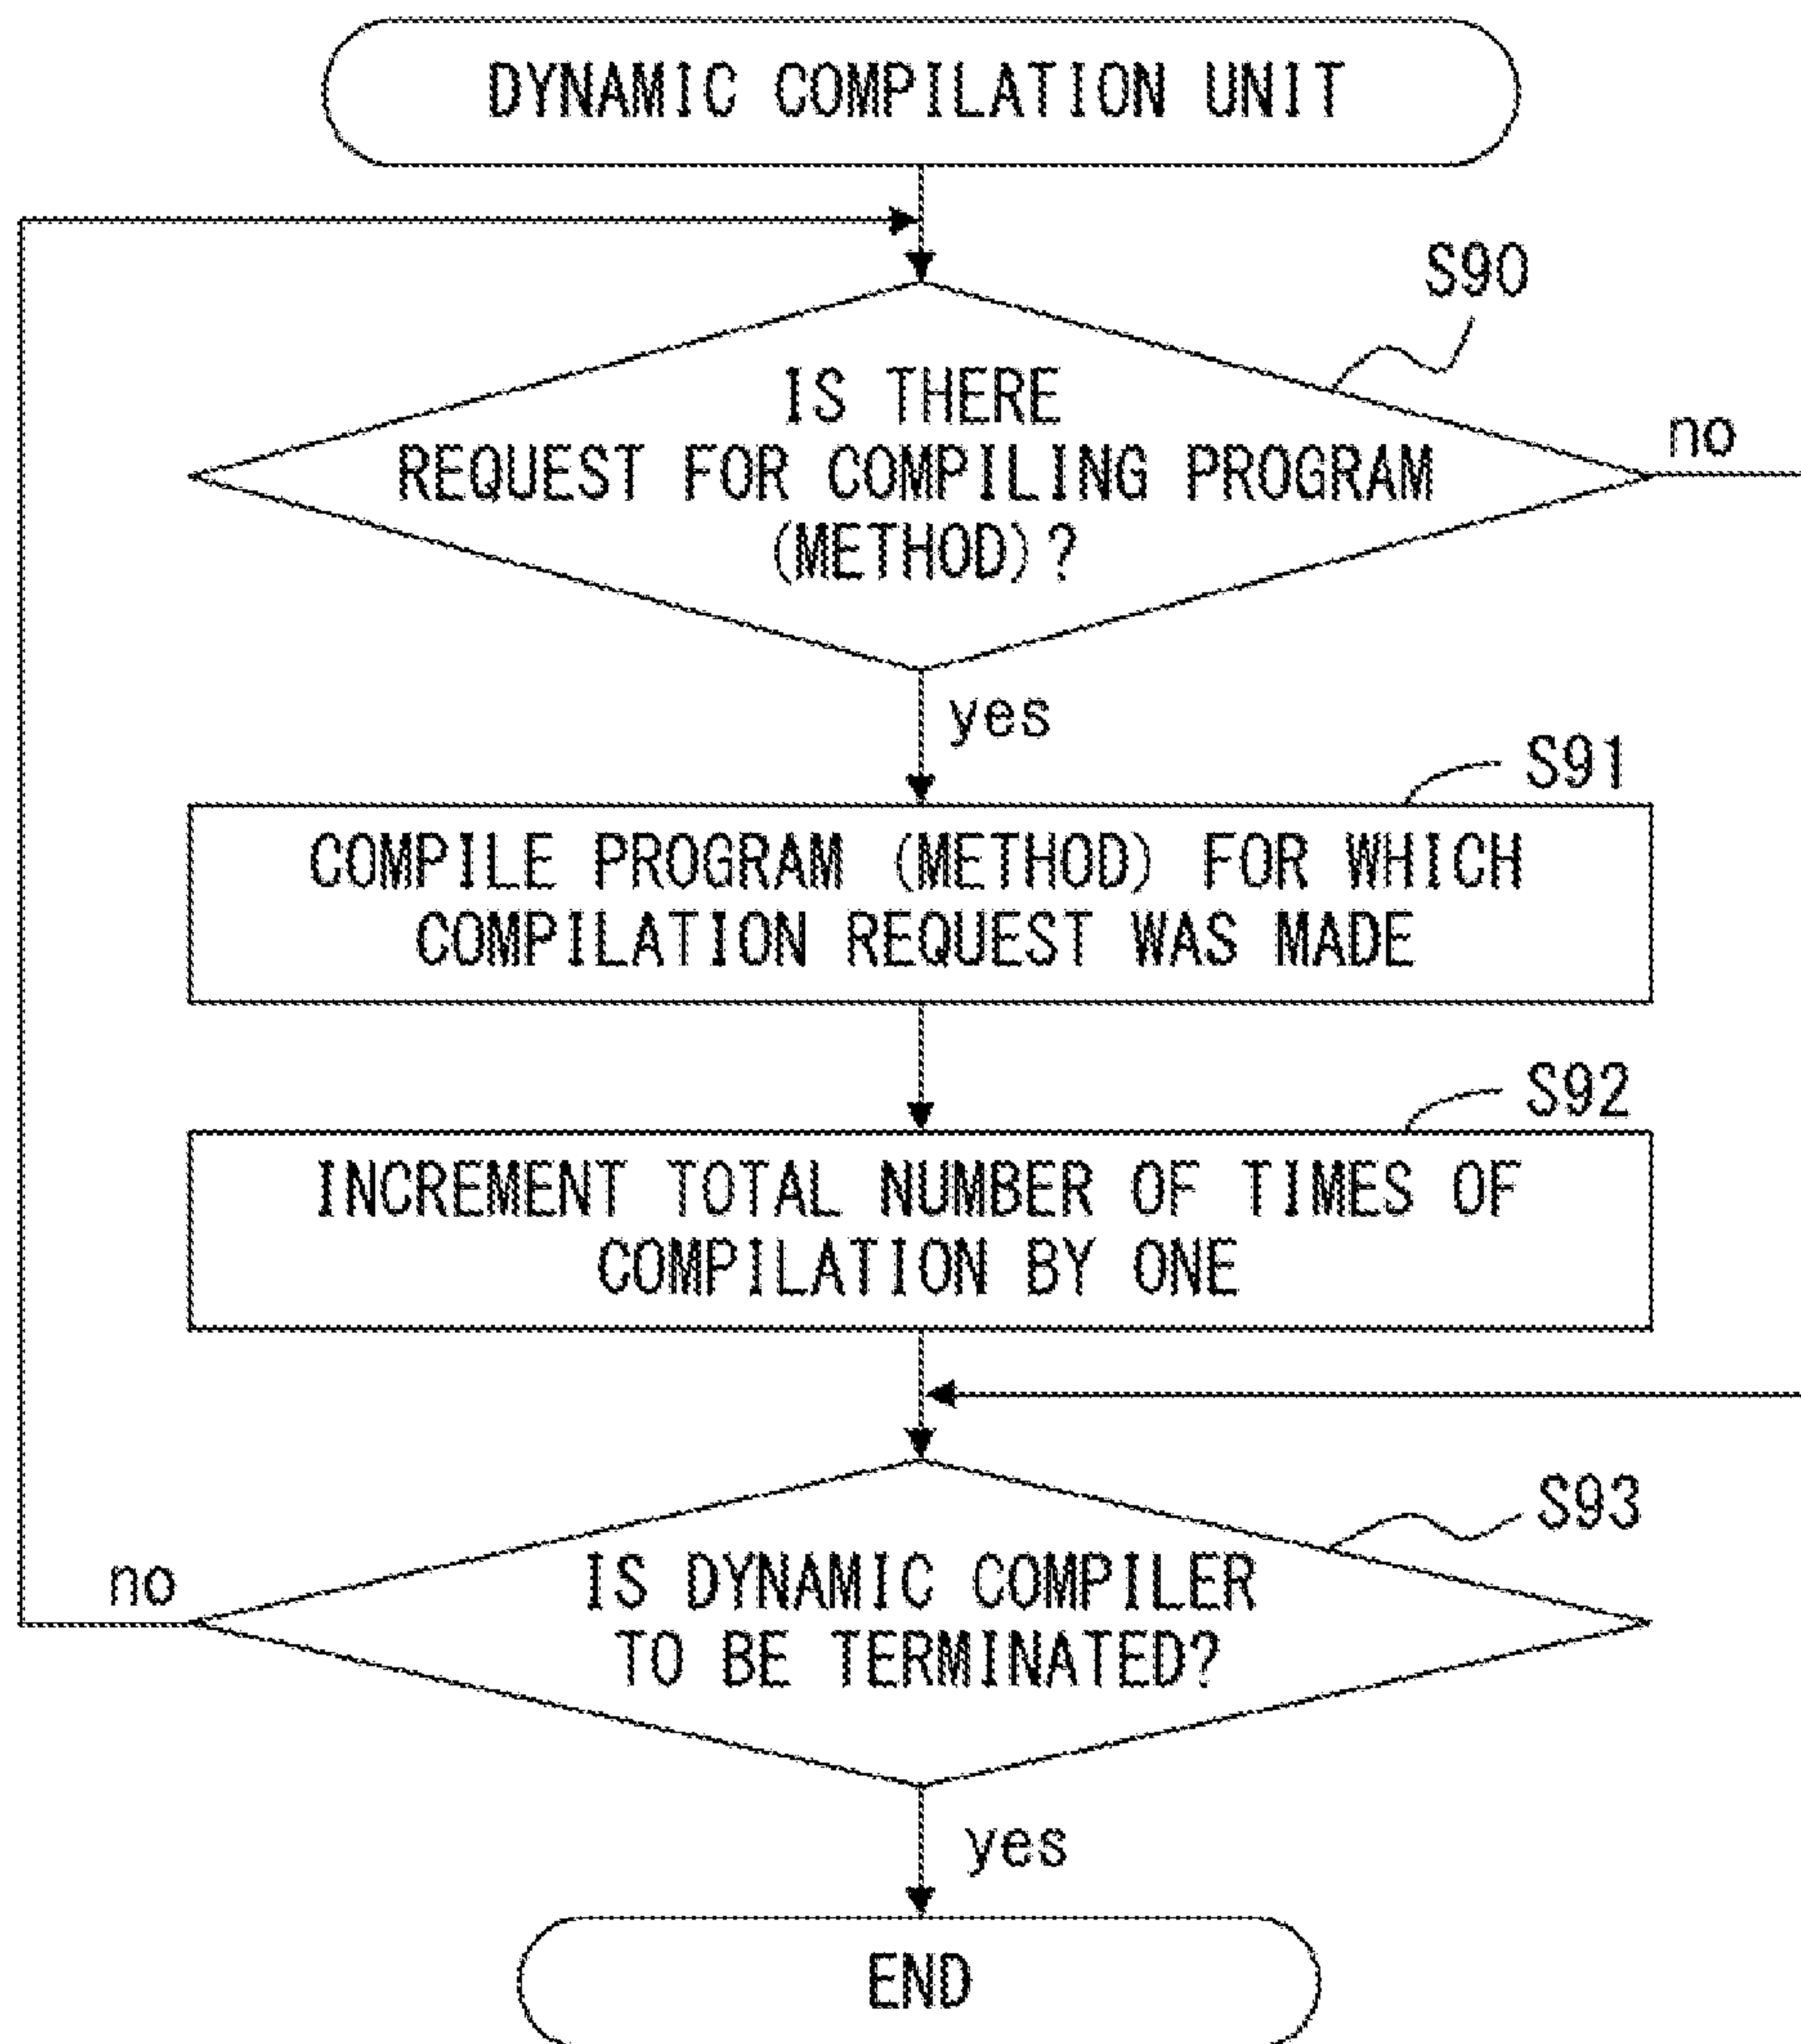 DYNAMIC COMPILATION UNIT
S90
IS THERE
REQUEST FOR COMPILING PROGRAM
(METHOD)?
no
yes
S91
COMPILE PROGRAM (METHOD) FOR WHICH
COMPILATION REQUEST WAS MADE
S92
INCREMENT TOTAL NUMBER OF TIMES OF
COMPILATION BY ONE
S93
no
IS DYNAMIC COMPILER
TO BE TERMINATED?
yes
END